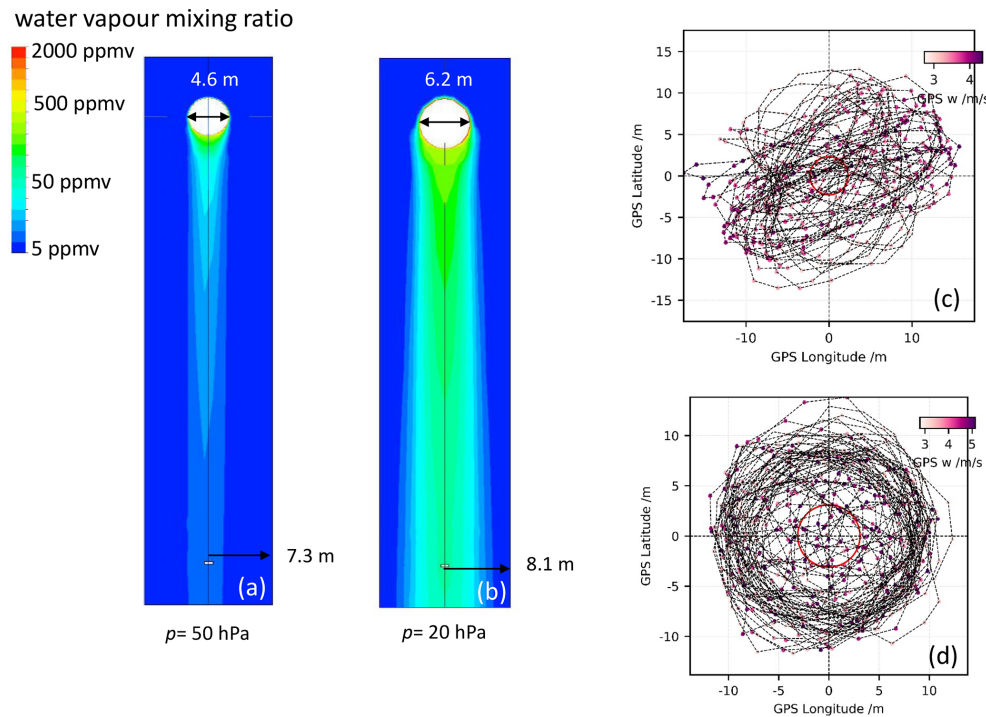 water vapour mixing ratio
2000 ppmv
500 ppmv
50 ppmv
5 ppmv
4.6 m
7.3 m
(a)
p= 50 hPa
6.2 m
8.1 m
(b)
p= 20 hPa
15
10
5
0
-5
-10
-15
GPS Latitude /m
-10
0
10
GPS Longitude /m
3
4
GPS w /m/s
(c)
10
5
0
-5
-10
GPS Latitude /m
-10
-5
0
5
10
GPS Longitude /m
3
4
5
GPS w /m/s
(d)